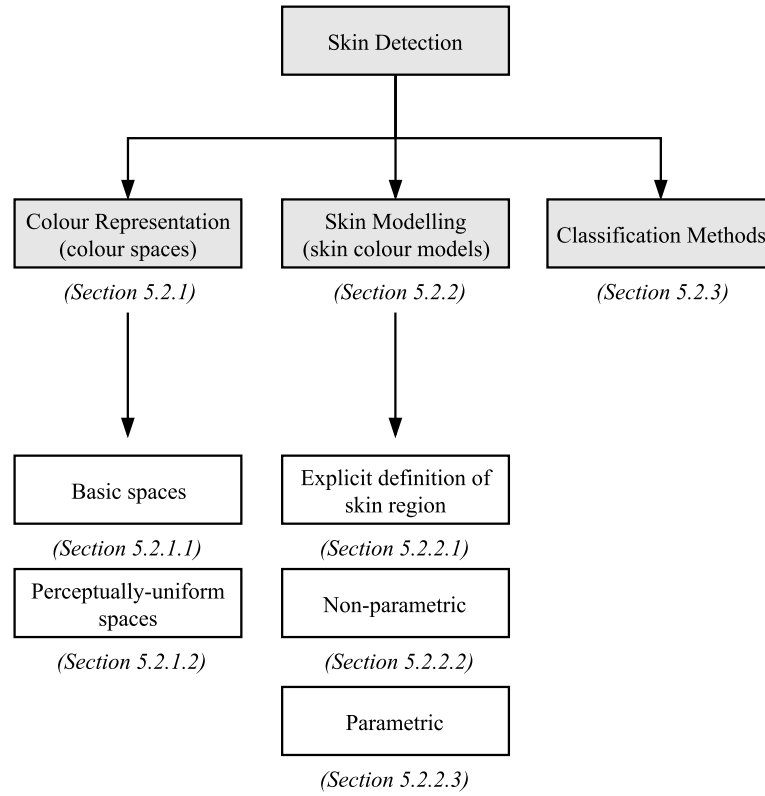 Skin Detection
Colour Representation
(colour spaces)
(Section 5.2.1)
Skin Modelling
(skin colour models)
(Section 5.2.2)
Classification Methods
(Section 5.2.3)
Basic spaces
(Section 5.2.1.1)
Perceptually-uniform
spaces
(Section 5.2.1.2)
Explicit definition of
skin region
(Section 5.2.2.1)
Non-parametric
(Section 5.2.2.2)
Parametric
(Section 5.2.2.3)